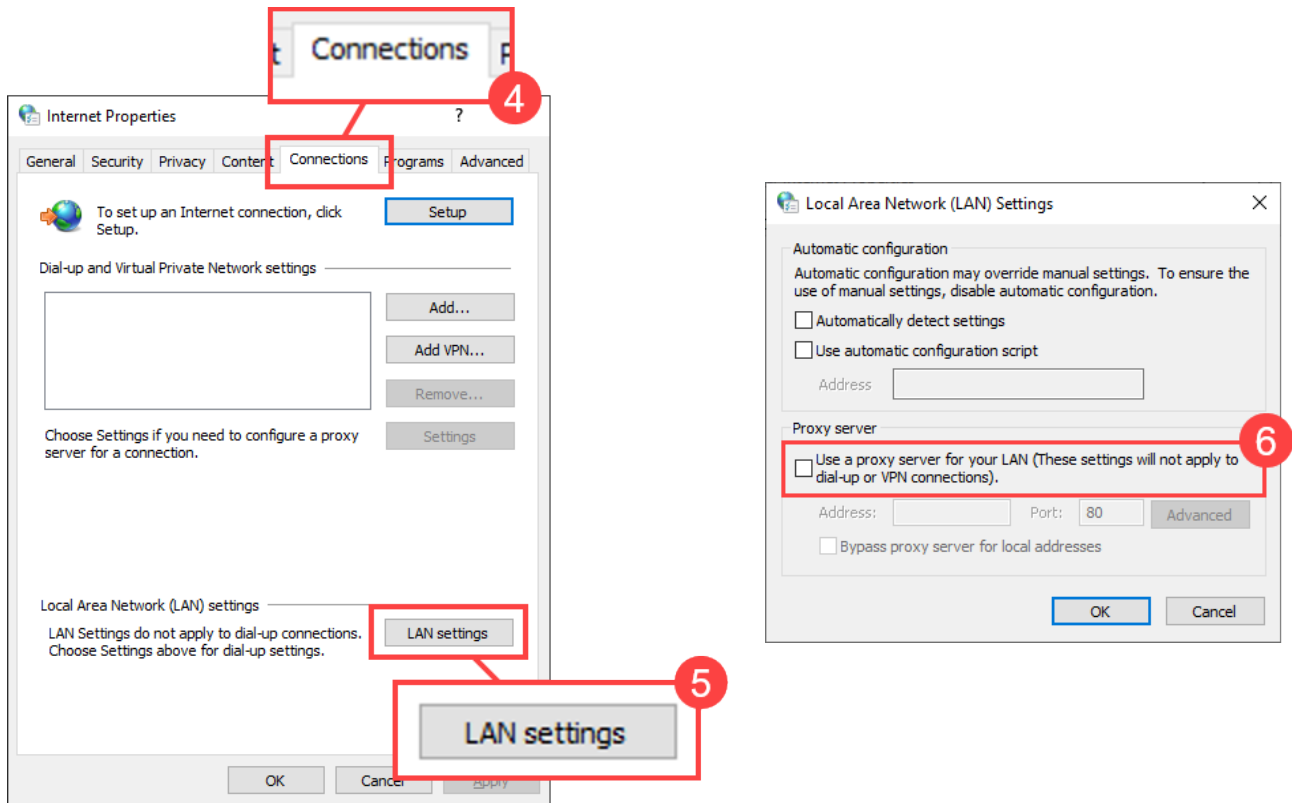 t Connections
4
Internet Properties ?
General Security Privacy Content Connections Programs Advanced
To set up an Internet connection, click
Setup.
Setup
Dial-up and Virtual Private Network settings
Add...
Add VPN...
Remove...
Choose Settings if you need to configure a proxy
server for a connection.
Settings
Local Area Network (LAN) settings
LAN Settings do not apply to dial-up connections.
Choose Settings above for dial-up settings.
LAN settings
5
LAN settings
OK Cancel Apply
Local Area Network (LAN) Settings
Automatic configuration
Automatic configuration may override manual settings. To ensure the
use of manual settings, disable automatic configuration.
Automatically detect settings
Use automatic configuration script
Address
Proxy server
6
Use a proxy server for your LAN (These settings will not apply to
dial-up or VPN connections).
Address: Port: 80 Advanced
Bypass proxy server for local addresses
OK Cancel